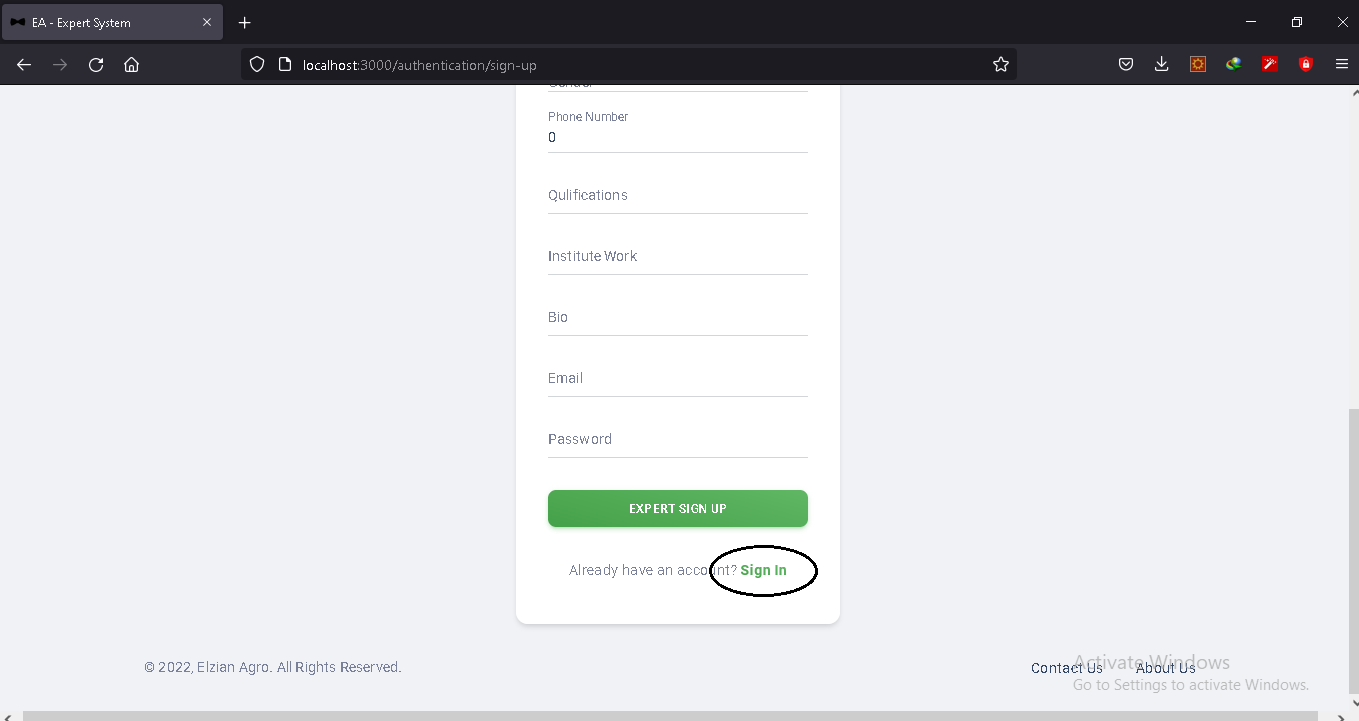 EA - Expert System
localhost:3000/authentication/sign-up
Phone Number
0
Qulifications
Institute Work
Bio
Email
Password
EXPERT SIGN UP
Already have an account? Sign In
© 2022, Elzian Agro. All Rights Reserved.
Contact Us About Us
Activate Windows
Go to Settings to activate Windows.